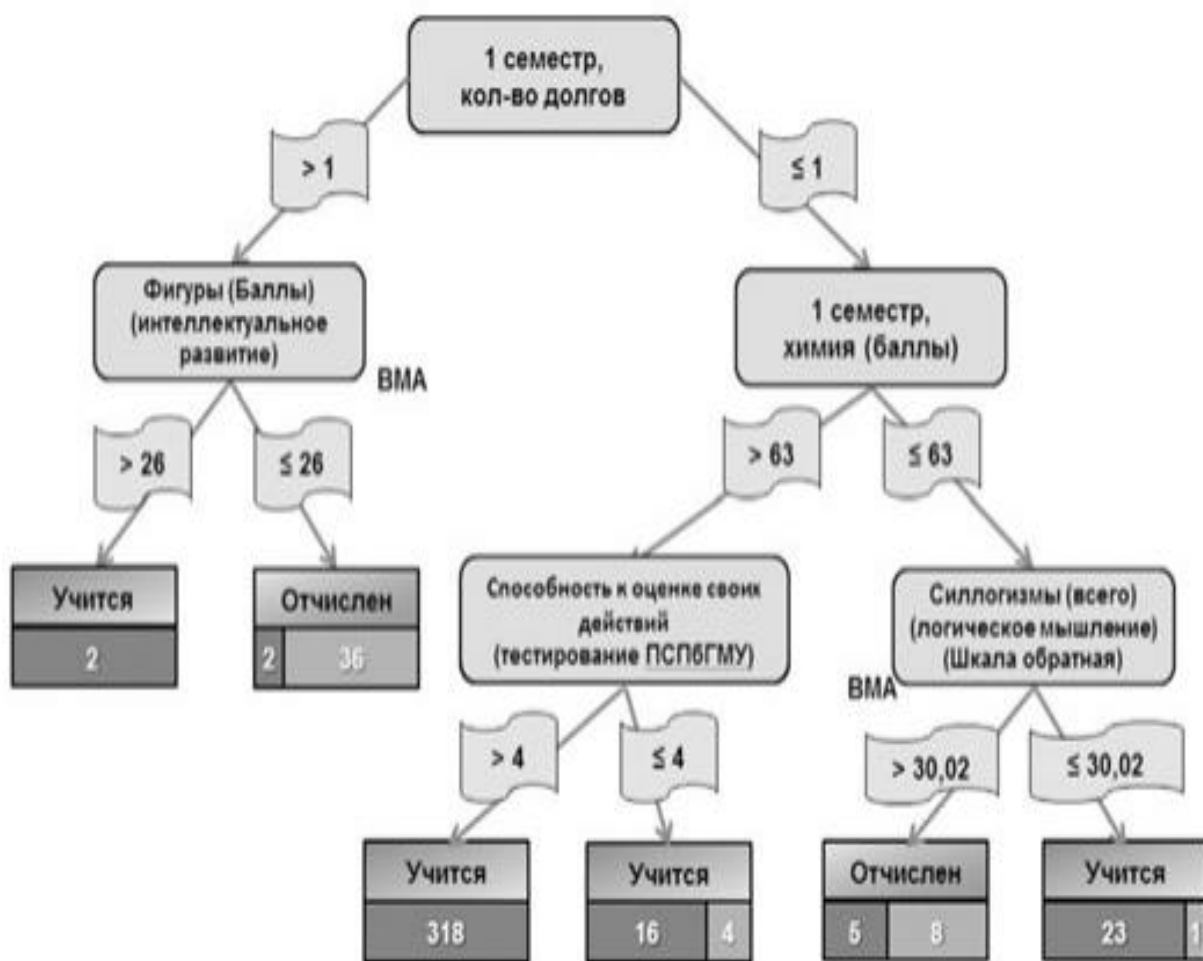 1 семестр,
кол-во долгов
> 1
≤ 1
Фигуры (Баллы)
(интеллектуальное
развитие)
ВМА
1 семестр,
химия (баллы)
> 26
≤ 26
> 63
≤ 63
Учится
2
Отчислен
2 36
Способность к оценке своих
действий
(тестирование ПСПбГМУ)
Силлогизмы (всего)
(логическое мышление)
(Шкала обратная)
ВМА
> 4
≤ 4
> 30,02
≤ 30,02
Учится
318
Учится
16 4
Отчислен
5 8
Учится
23 1